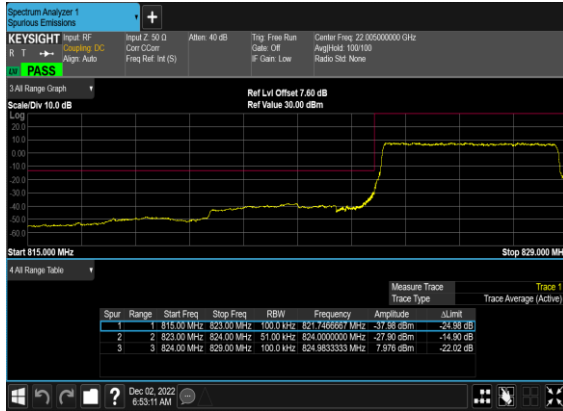 Spectrum Analyzer 1
Spurious Emissions
+
KEYSIGHT Input: RF Input Z: 50 Ω Atten: 40 dB Trig: Free Run Center Freq: 22.005000000 GHz
R T Coupling: DC Corr CCorr Gate: Off Avg|Hold: 100/100
Align: Auto Freq Ref: Int (S) IF Gain: Low Radio Std: None
PASS
3 All Range Graph Ref Lvl Offset 7.60 dB
Scale/Div 10.0 dB Ref Value 30.00 dBm
Log
20.0
10.0
0.00
-10.0
-20.0
-30.0
-40.0
-50.0
-60.0
Start 815.000 MHz Stop 829.000 MH
4 All Range Table
Measure Trace Trace 1
Trace Type Trace Average (Active)
Spur Range Start Freq Stop Freq RBW Frequency Amplitude ΔLimit
1 1 815.00 MHz 823.00 MHz 100.0 kHz 821.7466667 MHz -37.98 dBm -24.98 dB
2 2 823.00 MHz 824.00 MHz 51.00 kHz 824.0000000 MHz -27.90 dBm -14.90 dB
3 3 824.00 MHz 829.00 MHz 100.0 kHz 824.9833333 MHz 7.976 dBm -22.02 dB
? Dec 02, 2022
6:53:11 AM